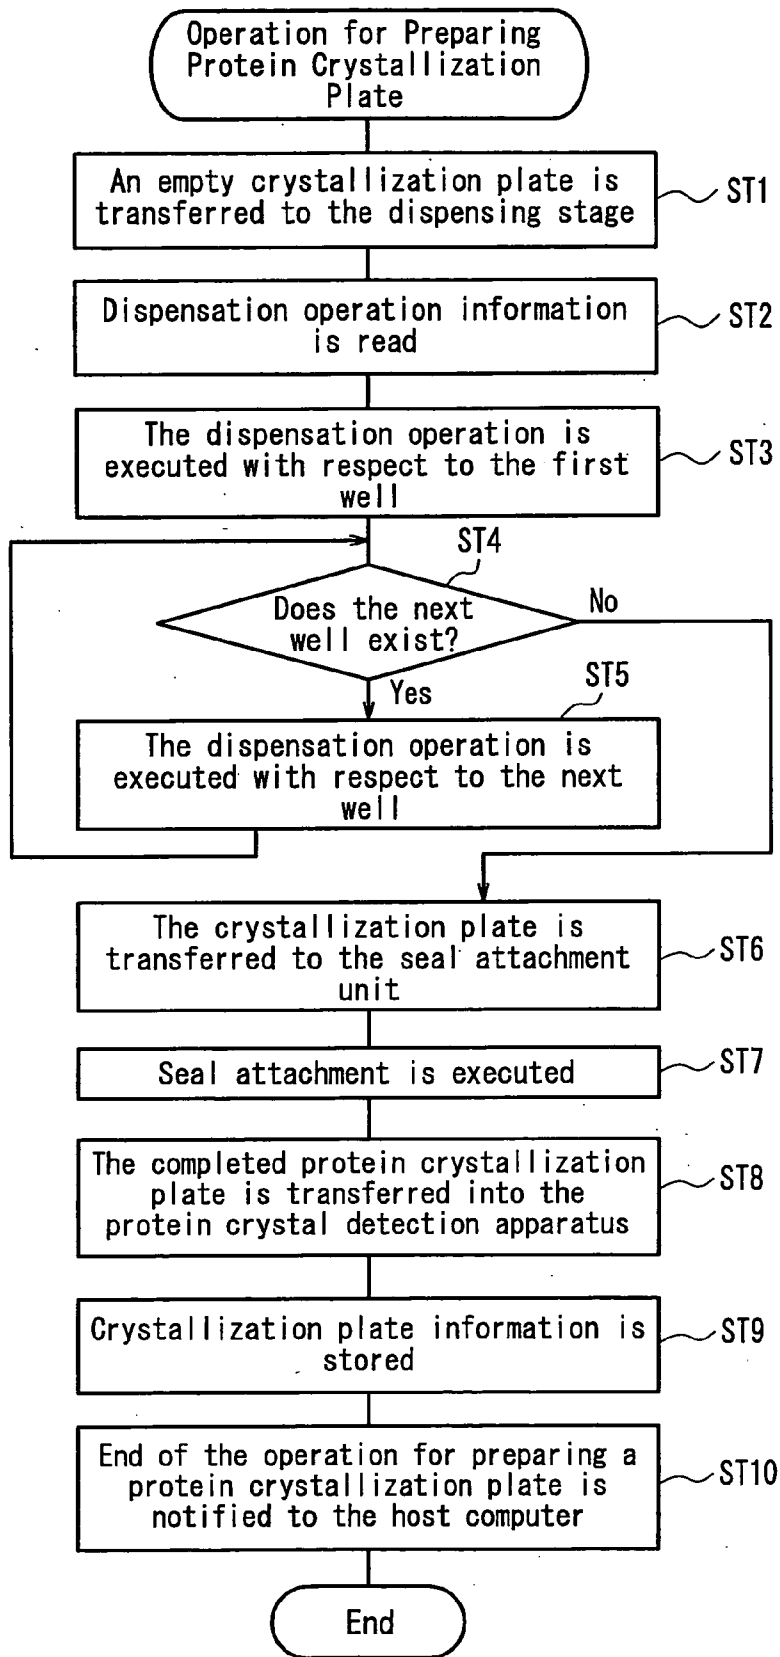 Operation for Preparing
Protein Crystallization
Plate
An empty crystallization plate is
transferred to the dispensing stage
ST1
Dispensation operation information
is read
ST2
The dispensation operation is
executed with respect to the first
well
ST3
ST4
Does the next
well exist?
No
Yes
ST5
The dispensation operation is
executed with respect to the next
well
The crystallization plate is
transferred to the seal attachment
unit
ST6
Seal attachment is executed
ST7
The completed protein crystallization
plate is transferred into the
protein crystal detection apparatus
ST8
Crystallization plate information is
stored
ST9
End of the operation for preparing a
protein crystallization plate is
notified to the host computer
ST10
End